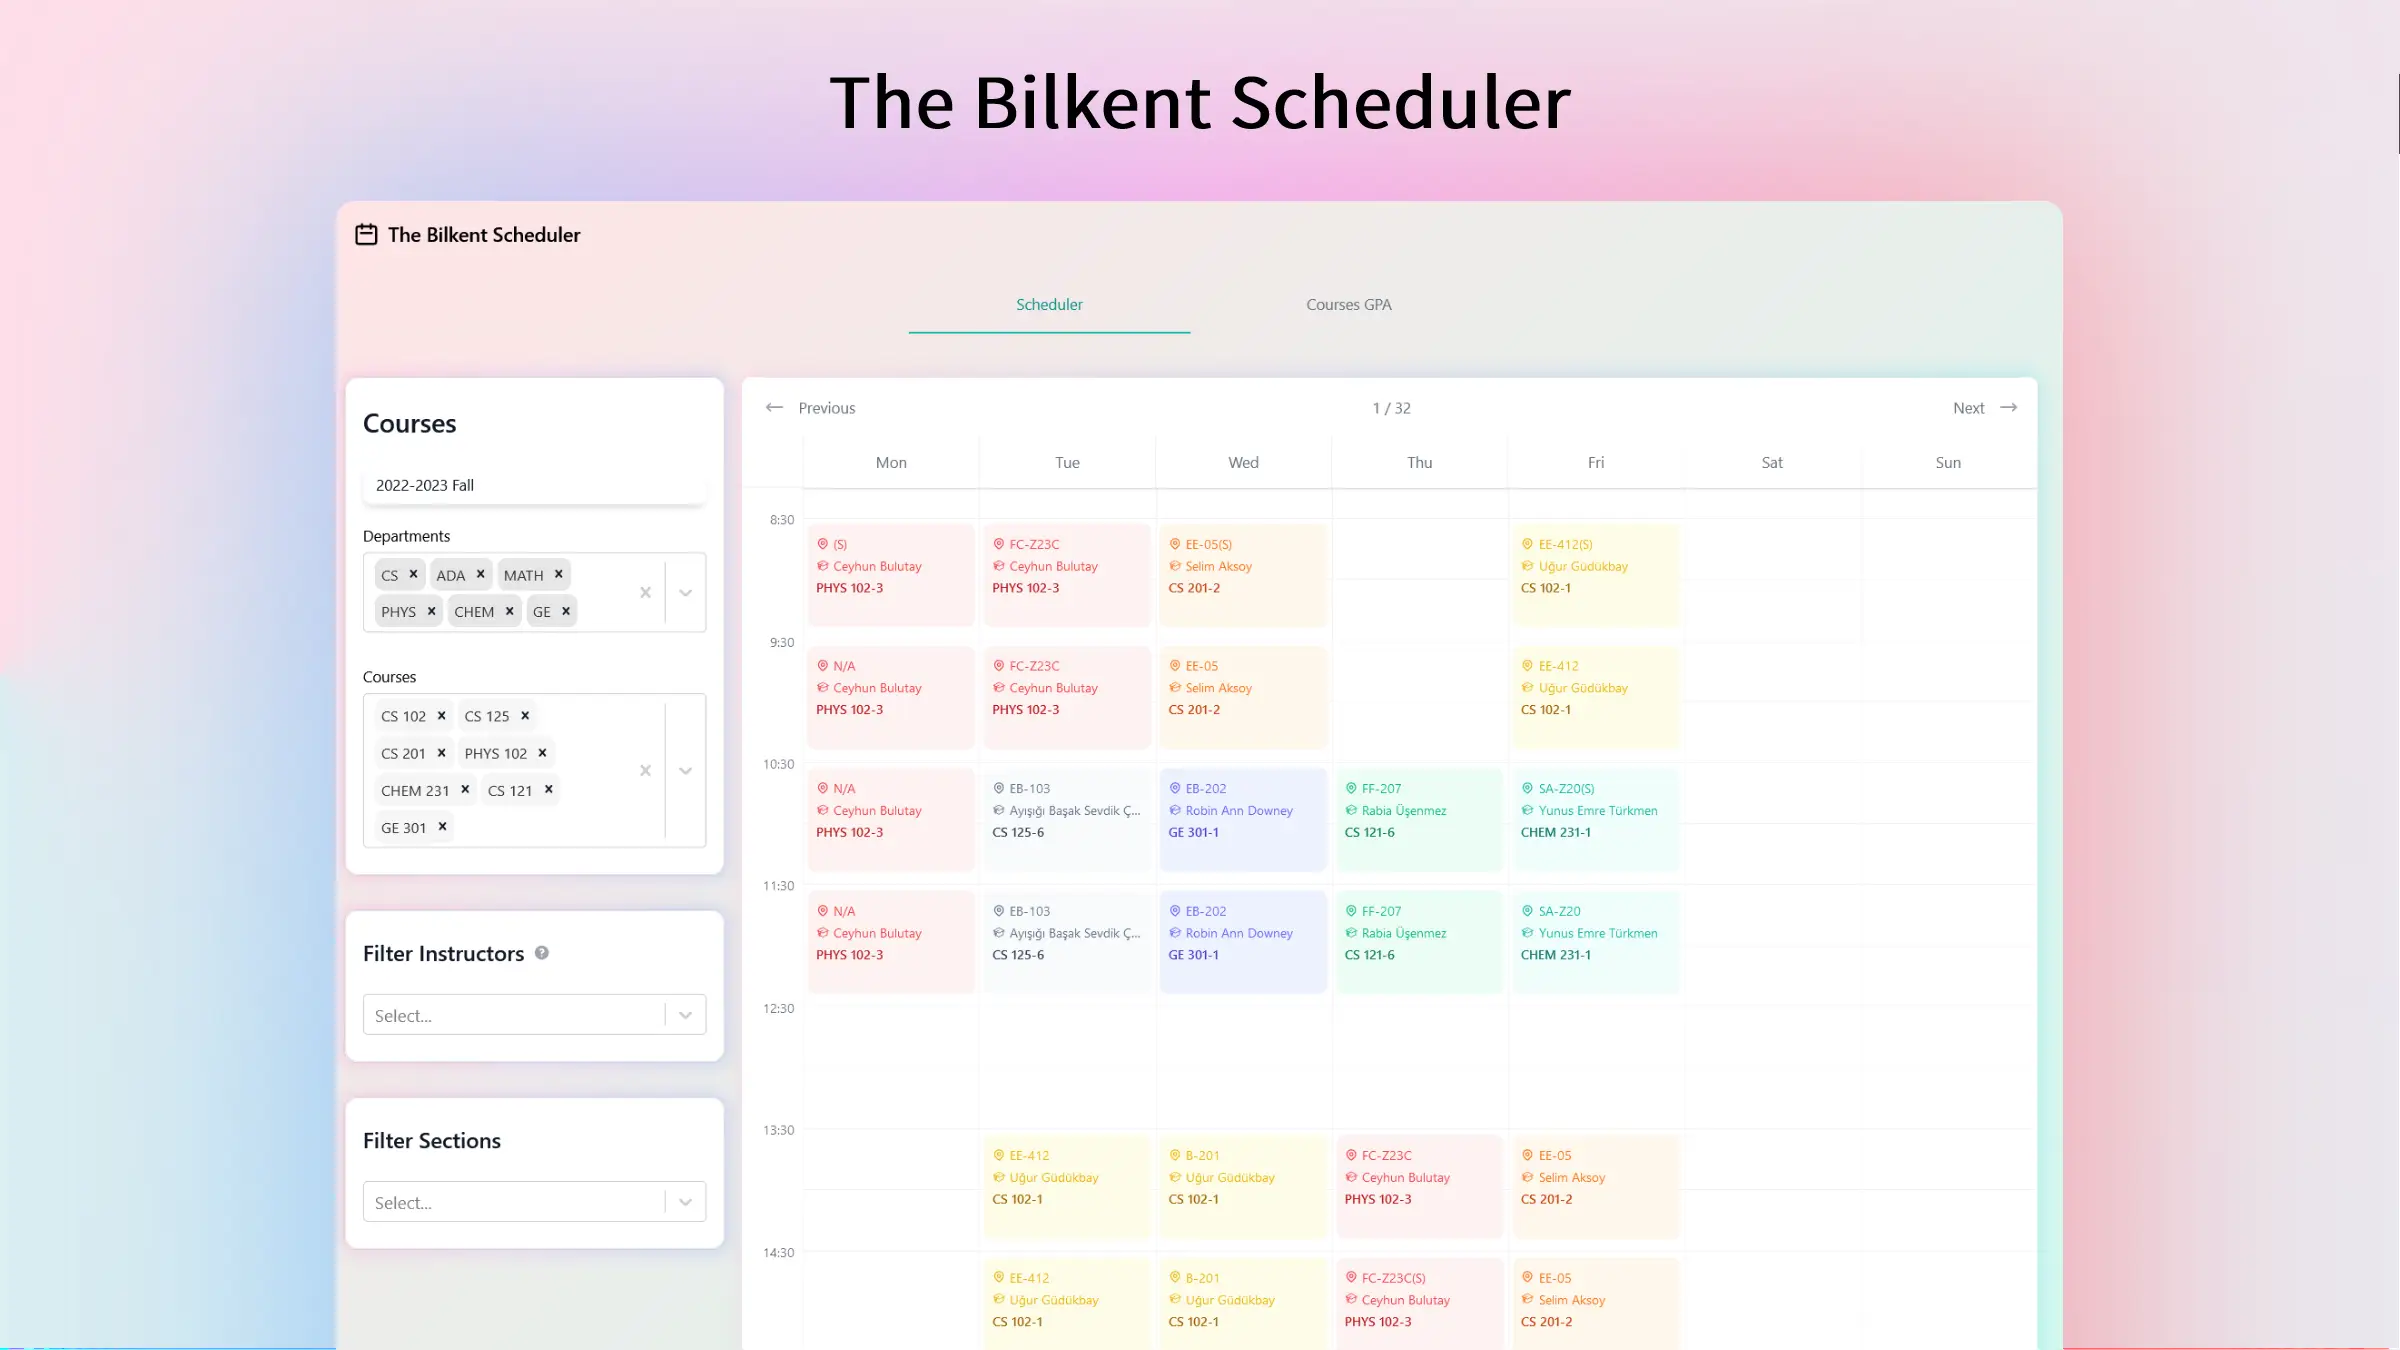 The Bilkent Scheduler
The Bilkent Scheduler
Scheduler
Courses GPA
Courses
2022-2023 Fall
Departments
CS ADA MATH
PHYS CHEM GE
Courses
CS 102 CS 125
CS 201 PHYS 102
CHEM 231 CS 121
GE 301
Filter Instructors
Select...
Filter Sections
Select...
Previous 1 / 32 Next
Mon Tue Wed Thu Fri Sat Sun
8:30
(S)
Ceyhun Bulutay
PHYS 102-3
FC-Z23C
Ceyhun Bulutay
PHYS 102-3
EE-05(S)
Selim Aksoy
CS 201-2
EE-412(S)
Uğur Güdükbay
CS 102-1
9:30
N/A
Ceyhun Bulutay
PHYS 102-3
FC-Z23C
Ceyhun Bulutay
PHYS 102-3
EE-05
Selim Aksoy
CS 201-2
EE-412
Uğur Güdükbay
CS 102-1
10:30
N/A
Ceyhun Bulutay
PHYS 102-3
EB-103
Ayışığı Başak Sevdik Ç...
CS 125-6
EB-202
Robin Ann Downey
GE 301-1
FF-207
Rabia Üşenmez
CS 121-6
SA-Z20(S)
Yunus Emre Türkmen
CHEM 231-1
11:30
N/A
Ceyhun Bulutay
PHYS 102-3
EB-103
Ayışığı Başak Sevdik Ç...
CS 125-6
EB-202
Robin Ann Downey
GE 301-1
FF-207
Rabia Üşenmez
CS 121-6
SA-Z20
Yunus Emre Türkmen
CHEM 231-1
12:30
13:30
EE-412
Uğur Güdükbay
CS 102-1
B-201
Uğur Güdükbay
CS 102-1
FC-Z23C
Ceyhun Bulutay
PHYS 102-3
EE-05
Selim Aksoy
CS 201-2
14:30
EE-412
Uğur Güdükbay
CS 102-1
B-201
Uğur Güdükbay
CS 102-1
FC-Z23C(S)
Ceyhun Bulutay
PHYS 102-3
EE-05
Selim Aksoy
CS 201-2